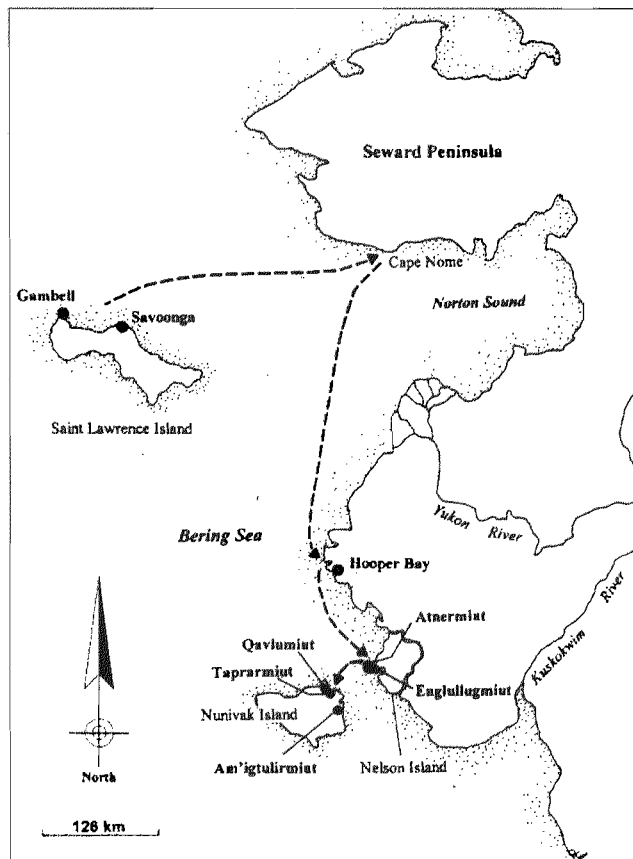 Seward Peninsula
Cape Nome
Norton Sound
Gambell
Savoonga
Saint Lawrence Island
Bering Sea
Yukon
River
Hooper Bay
Kuskokwim
River
Atnermiut
Qavlumiut
Taprarmiut
Englullugmiut
Nunivak Island
Am'igtulirmiut
Nelson Island
North
126 km